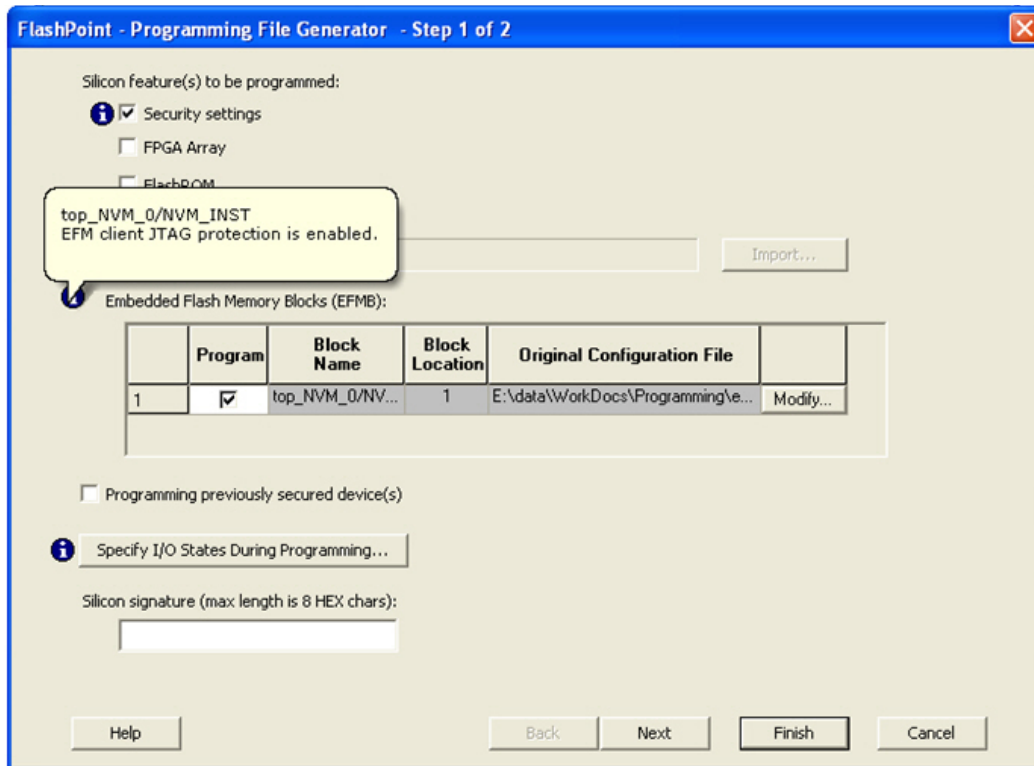 FlashPoint - Programming File Generator - Step 1 of 2
Silicon feature(s) to be programmed:
Security settings
FPGA Array
FlashROM
top_NVM_0/NVM_INST
EFM client JTAG protection is enabled.
Import...
Embedded Flash Memory Blocks (EFMB):
Program Block Name Block Location Original Configuration File
1 top_NVM_0/NV... 1 E:\data\WorkDocs\Programming\e... Modify...
Programming previously secured device(s)
Specify I/O States During Programming...
Silicon signature (max length is 8 HEX chars):
Help Back Next Finish Cancel